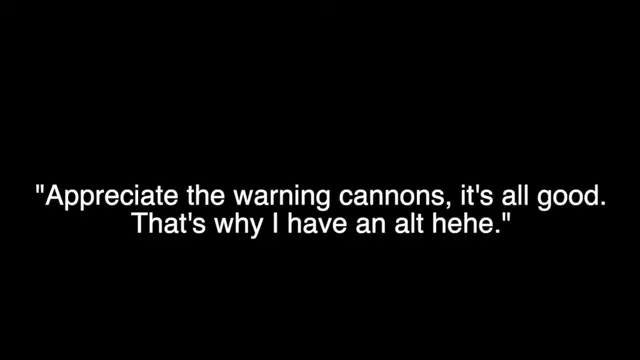 "Appreciate the warning cannons, it's all good.
That's why I have an alt hehe."